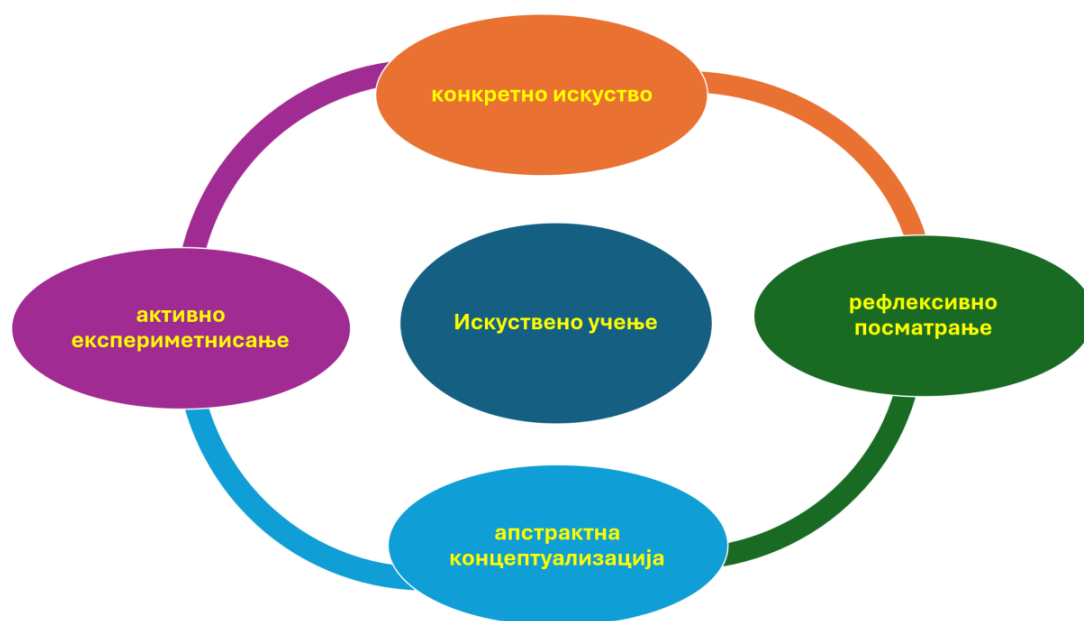 конкретно искуство
активно
експериметнисање
Искуствено учење
рефлексивно
посматрање
апстрактна
концептуализација